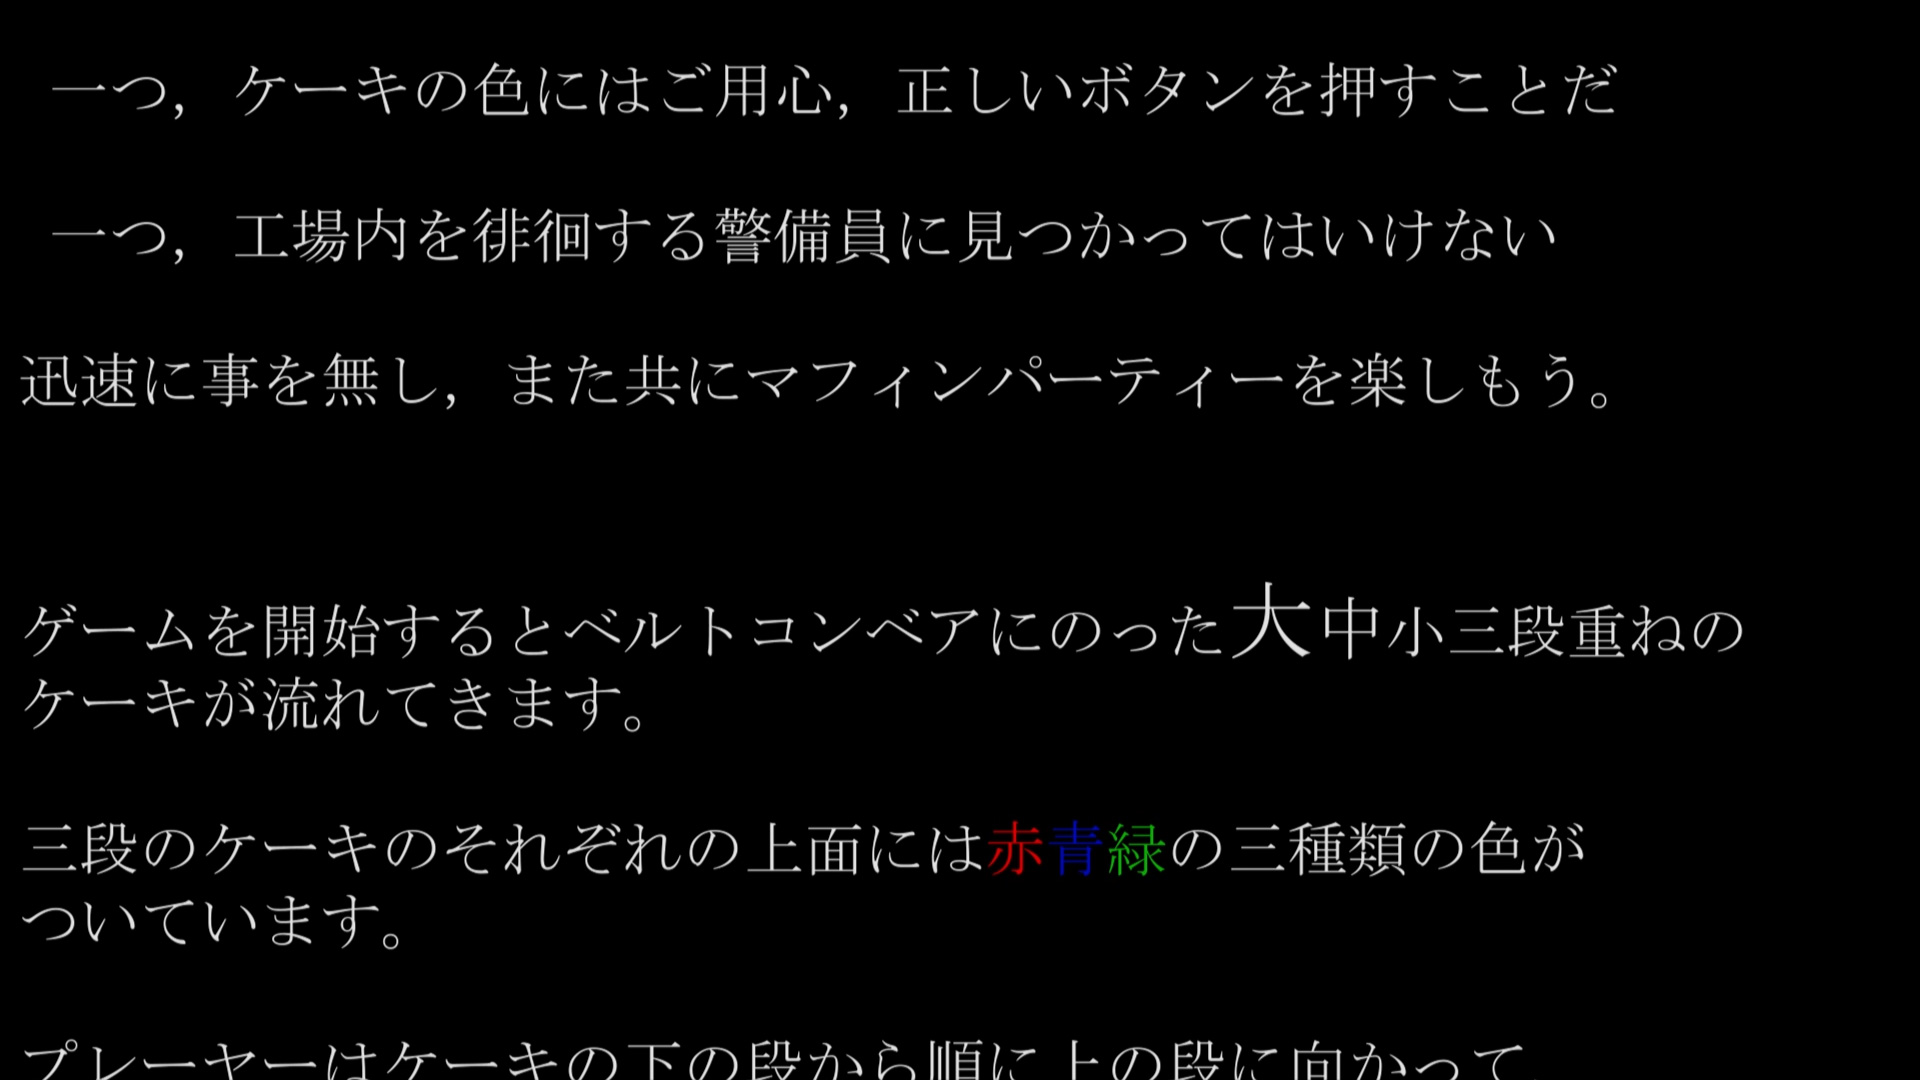 一つ，ケーキの色にはご用心，正しいボタンを押すことだ
一つ，工場内を徘徊する警備員に見つかってはいけない
迅速に事を無し，また共にマフィンパーティーを楽しもう。
ゲームを開始するとベルトコンベアにのった大中小三段重ねの
ケーキが流れてきます。
三段のケーキのそれぞれの上面には赤青緑の三種類の色が
ついています。
プレーヤーはケーキの下の段から順に上の段に向かって，